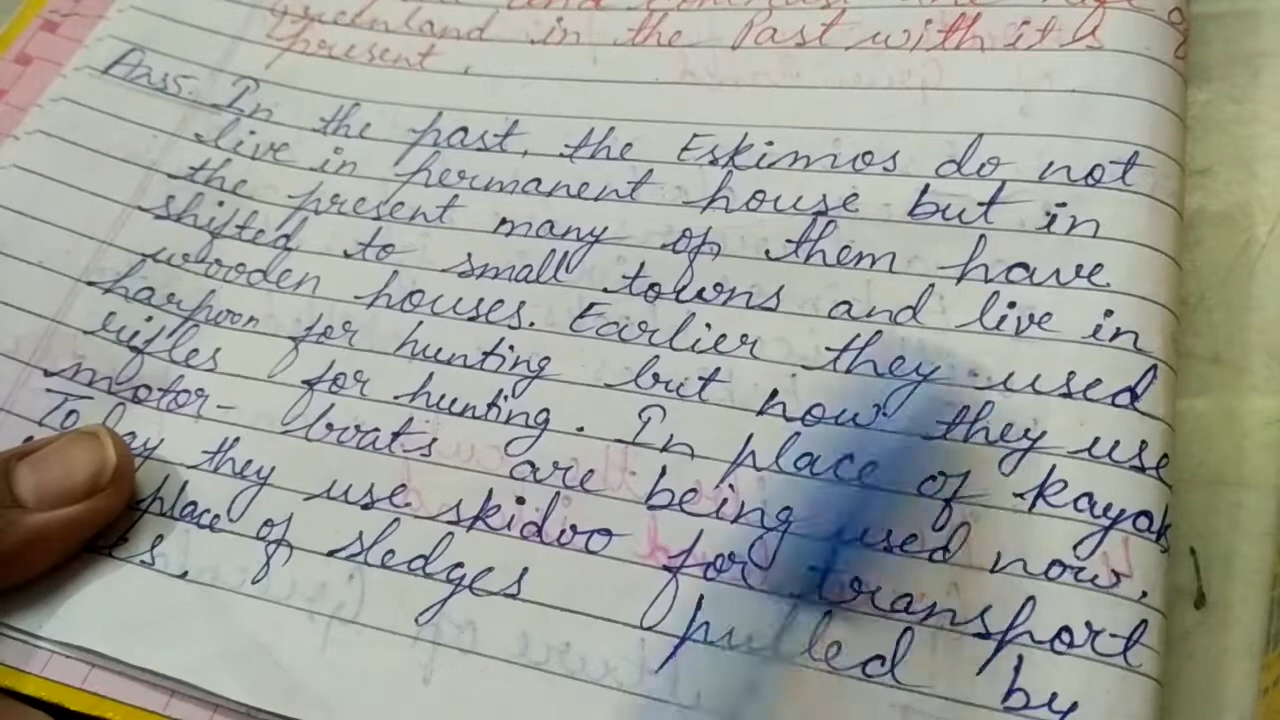 and the
Greenland in the Past with its
present.
Ans. In the past, the Eskimos do not
live in permanent house but in
the present many of them have
shifted to small towns and live in
wooden houses. Earlier they used
harpoon for hunting but now they use
rifles for hunting. In place of kayak
motor-boats are being used now.
Today they use skidoo for transport
place of sledges pulled by